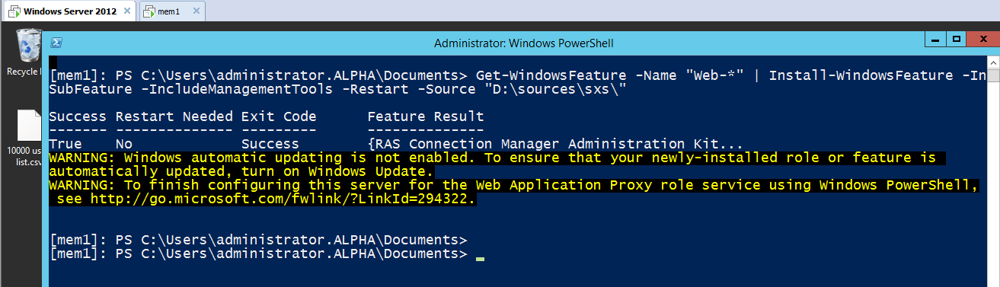 Windows Server 2012
mem1
Administrator: Windows PowerShell
Recycle
[mem1]: PS C:\Users\administrator.ALPHA\Documents> Get-WindowsFeature -Name "Web-*" | Install-WindowsFeature -In
SubFeature -IncludeManagementTools -Restart -Source "D:\sources\sxs\"
Success Restart Needed Exit Code Feature Result
------- -------------- --------- --------------
True No Success {RAS Connection Manager Administration Kit...
WARNING: Windows automatic updating is not enabled. To ensure that your newly-installed role or feature is
automatically updated, turn on Windows Update.
WARNING: To finish configuring this server for the Web Application Proxy role service using Windows PowerShell,
see http://go.microsoft.com/fwlink/?LinkId=294322.
10000 us
list.csv
[mem1]: PS C:\Users\administrator.ALPHA\Documents>
[mem1]: PS C:\Users\administrator.ALPHA\Documents>